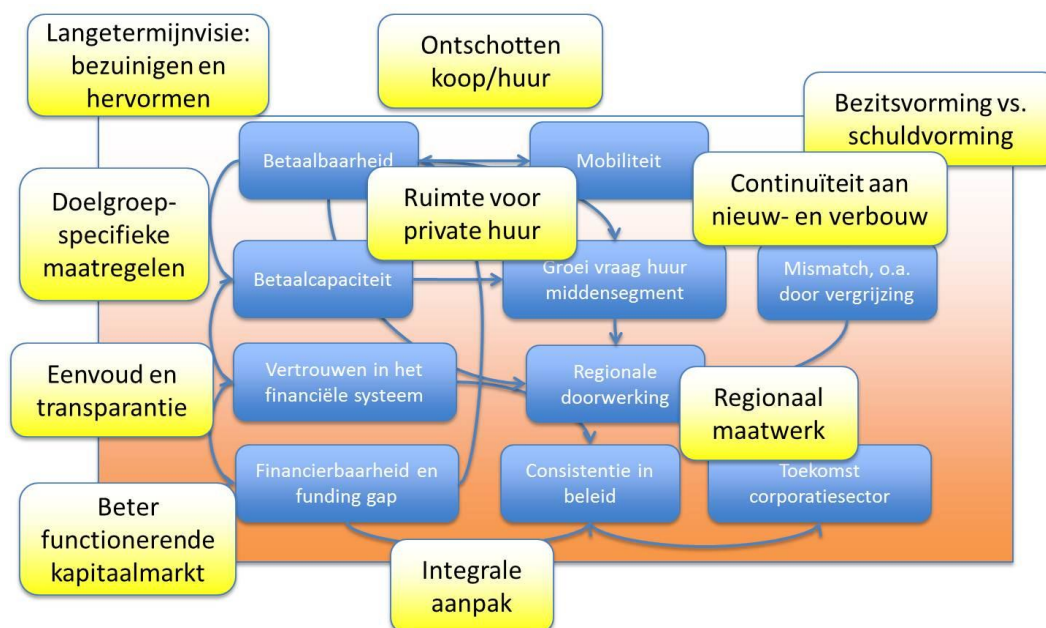 Langetermijnvisie:
bezuinigen en
hervormen
Ontschotten
koop/huur
Bezitsvorming vs.
schuldvorming
Betaalbaarheid
Mobiliteit
Continuïteit aan
nieuw- en verbouw
Doelgroep-
specifieke
maatregelen
Ruimte voor
private huur
Betaalcapaciteit
Groei vraag huur
middensegment
Mismatch, o.a.
door vergrijzing
Eenvoud en
transparantie
Vertrouwen in het
financiële systeem
Regionale
doorwerking
Regionaal
maatwerk
Financierbaarheid en
funding gap
Consistentie in
beleid
Toekomst
corporatiesector
Beter
functionerende
kapitaalmarkt
Integrale
aanpak